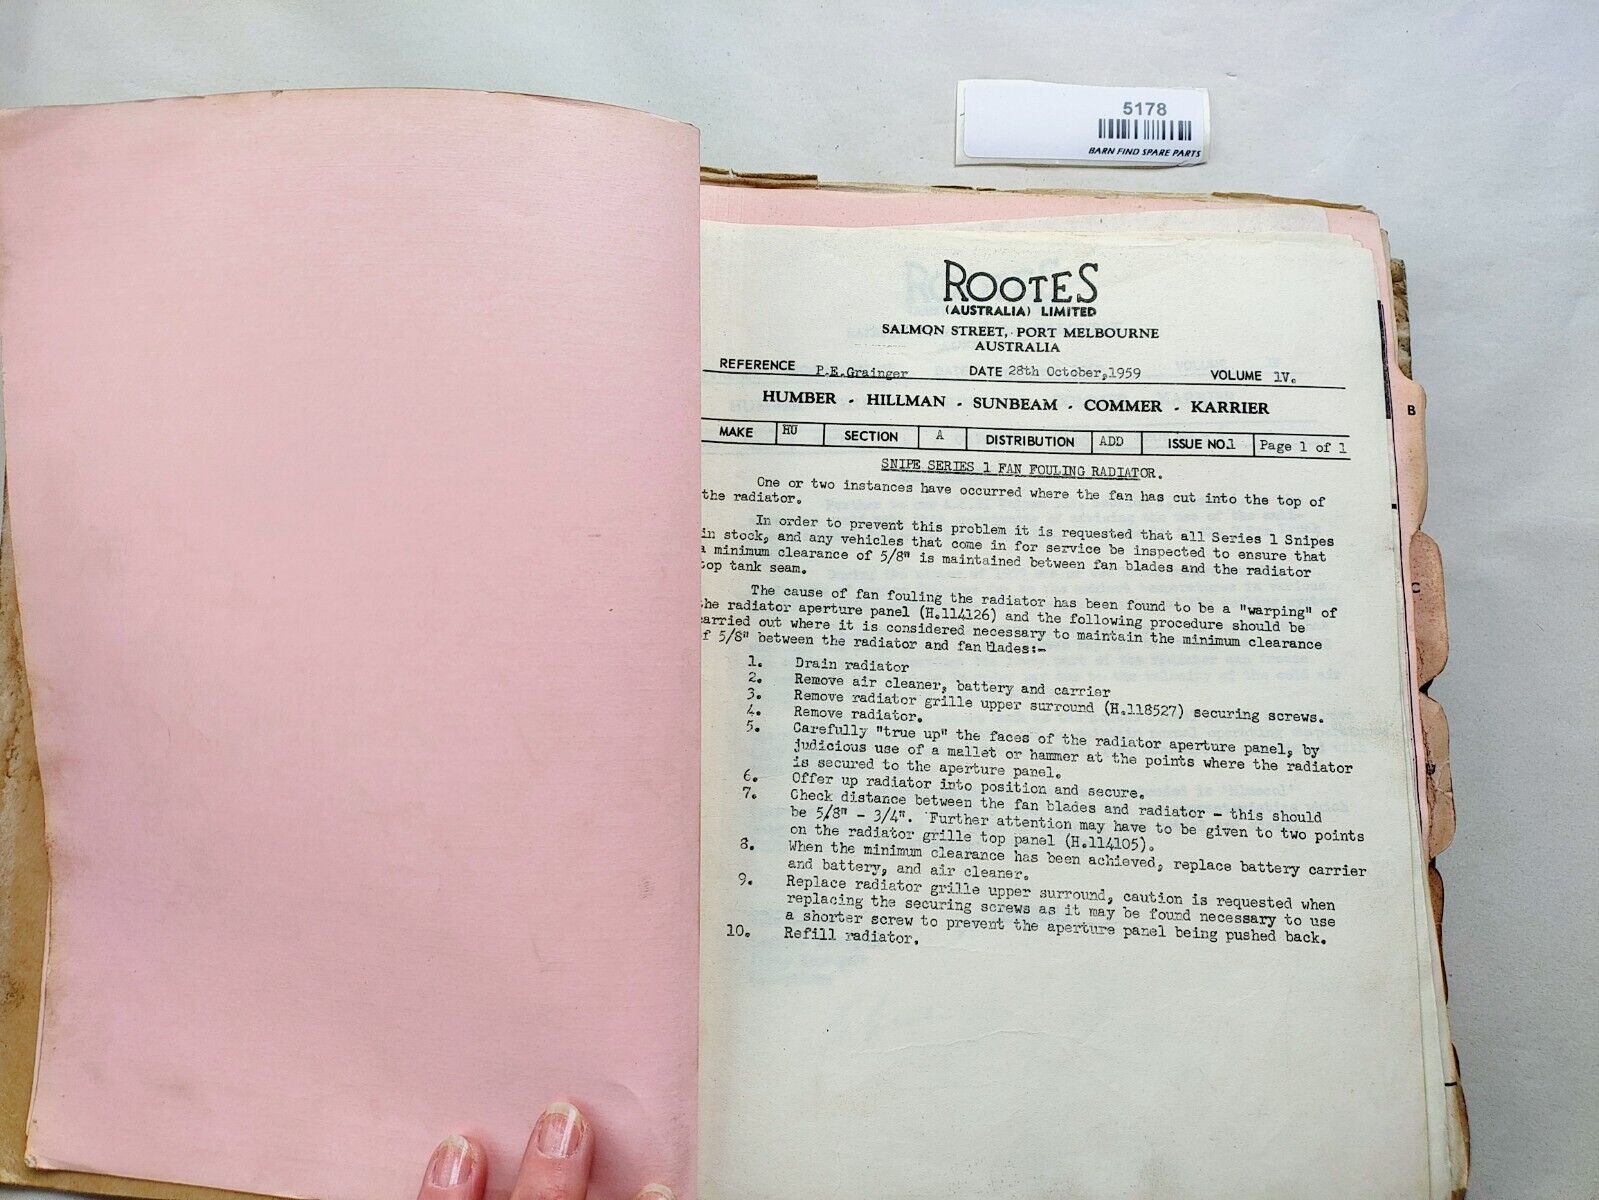 5178
BARN FIND SPARE PARTS
ROOTES
(AUSTRALIA) LIMITED
SALMON STREET, PORT MELBOURNE
AUSTRALIA
REFERENCE P.E.Grainger DATE 28th October,1959 VOLUME 1V.
HUMBER - HILLMAN - SUNBEAM - COMMER - KARRIER
MAKE HU SECTION A DISTRIBUTION ADD ISSUE NO.1 Page 1 of 1
SNIPE SERIES 1 FAN FOULING RADIATOR.
One or two instances have occurred where the fan has cut into the top of
the radiator.
In order to prevent this problem it is requested that all Series 1 Snipes
in stock, and any vehicles that come in for service be inspected to ensure that
a minimum clearance of 5/8" is maintained between fan blades and the radiator
top tank seam.
The cause of fan fouling the radiator has been found to be a "warping" of
the radiator aperture panel (H.114126) and the following procedure should be
carried out where it is considered necessary to maintain the minimum clearance
of 5/8" between the radiator and fan blades:-
1. Drain radiator
2. Remove air cleaner, battery and carrier
3. Remove radiator grille upper surround (H.118527) securing screws.
4. Remove radiator.
5. Carefully "true up" the faces of the radiator aperture panel, by
judicious use of a mallet or hammer at the points where the radiator
is secured to the aperture panel.
6. Offer up radiator into position and secure.
7. Check distance between the fan blades and radiator - this should
be 5/8" - 3/4". Further attention may have to be given to two points
on the radiator grille top panel (H.114105).
8. When the minimum clearance has been achieved, replace battery carrier
and battery, and air cleaner.
9. Replace radiator grille upper surround, caution is requested when
replacing the securing screws as it may be found necessary to use
a shorter screw to prevent the aperture panel being pushed back.
10. Refill radiator.
B
C